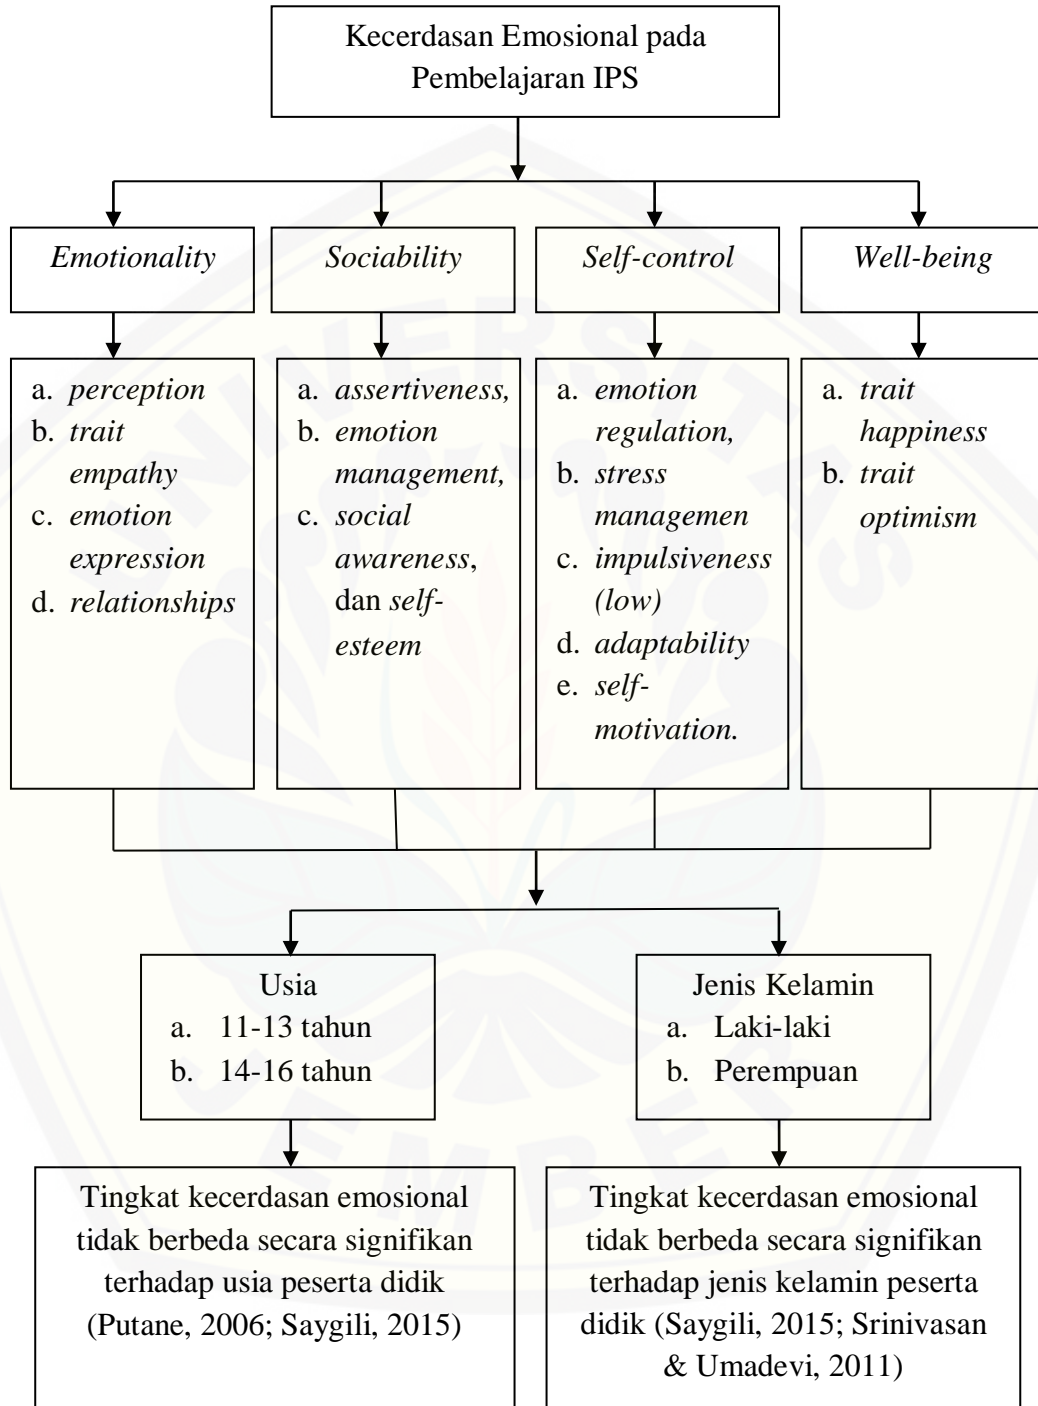 Kecerdasan Emosional pada
Pembelajaran IPS
Emotionality
Sociability
Self-control
Well-being
a. perception
b. trait
empathy
c. emotion
expression
d. relationships
a. assertiveness,
b. emotion
management,
c. social
awareness,
dan self-
esteem
a. emotion
regulation,
b. stress
managemen
c. impulsiveness
(low)
d. adaptability
e. self-
motivation.
a. trait
happiness
b. trait
optimism
Usia
a. 11-13 tahun
b. 14-16 tahun
Jenis Kelamin
a. Laki-laki
b. Perempuan
Tingkat kecerdasan emosional
tidak berbeda secara signifikan
terhadap usia peserta didik
(Putane, 2006; Saygili, 2015)
Tingkat kecerdasan emosional
tidak berbeda secara signifikan
terhadap jenis kelamin peserta
didik (Saygili, 2015; Srinivasan
& Umadevi, 2011)
UNIVERSITAS
JEMBER